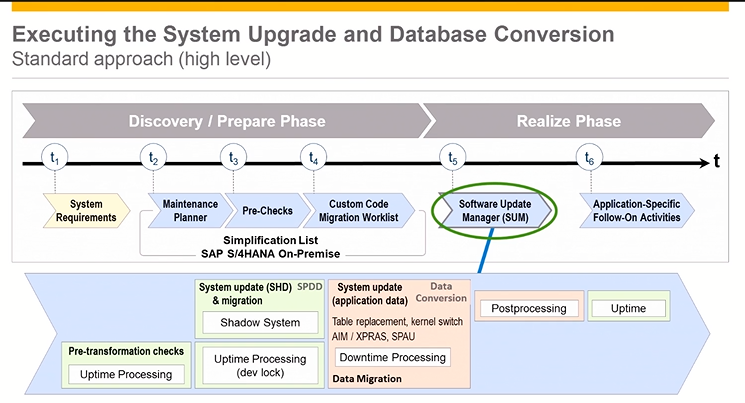 Executing the System Upgrade and Database Conversion
Standard approach (high level)
Discovery / Prepare Phase
Realize Phase
t1
t2
t3
t4
t5
t6
t
System
Requirements
Maintenance
Planner
Pre-Checks
Custom Code
Migration Worklist
Software Update
Manager (SUM)
Application-Specific
Follow-On Activities
Simplification List
SAP S/4HANA On-Premise
System update (SHD) SPDD
& migration
Shadow System
System update
(application data)
Data
Conversion
Table replacement, kernel switch
AIM / XPRAS, SPAU
Downtime Processing
Data Migration
Postprocessing
Uptime
Pre-transformation checks
Uptime Processing
Uptime Processing
(dev lock)